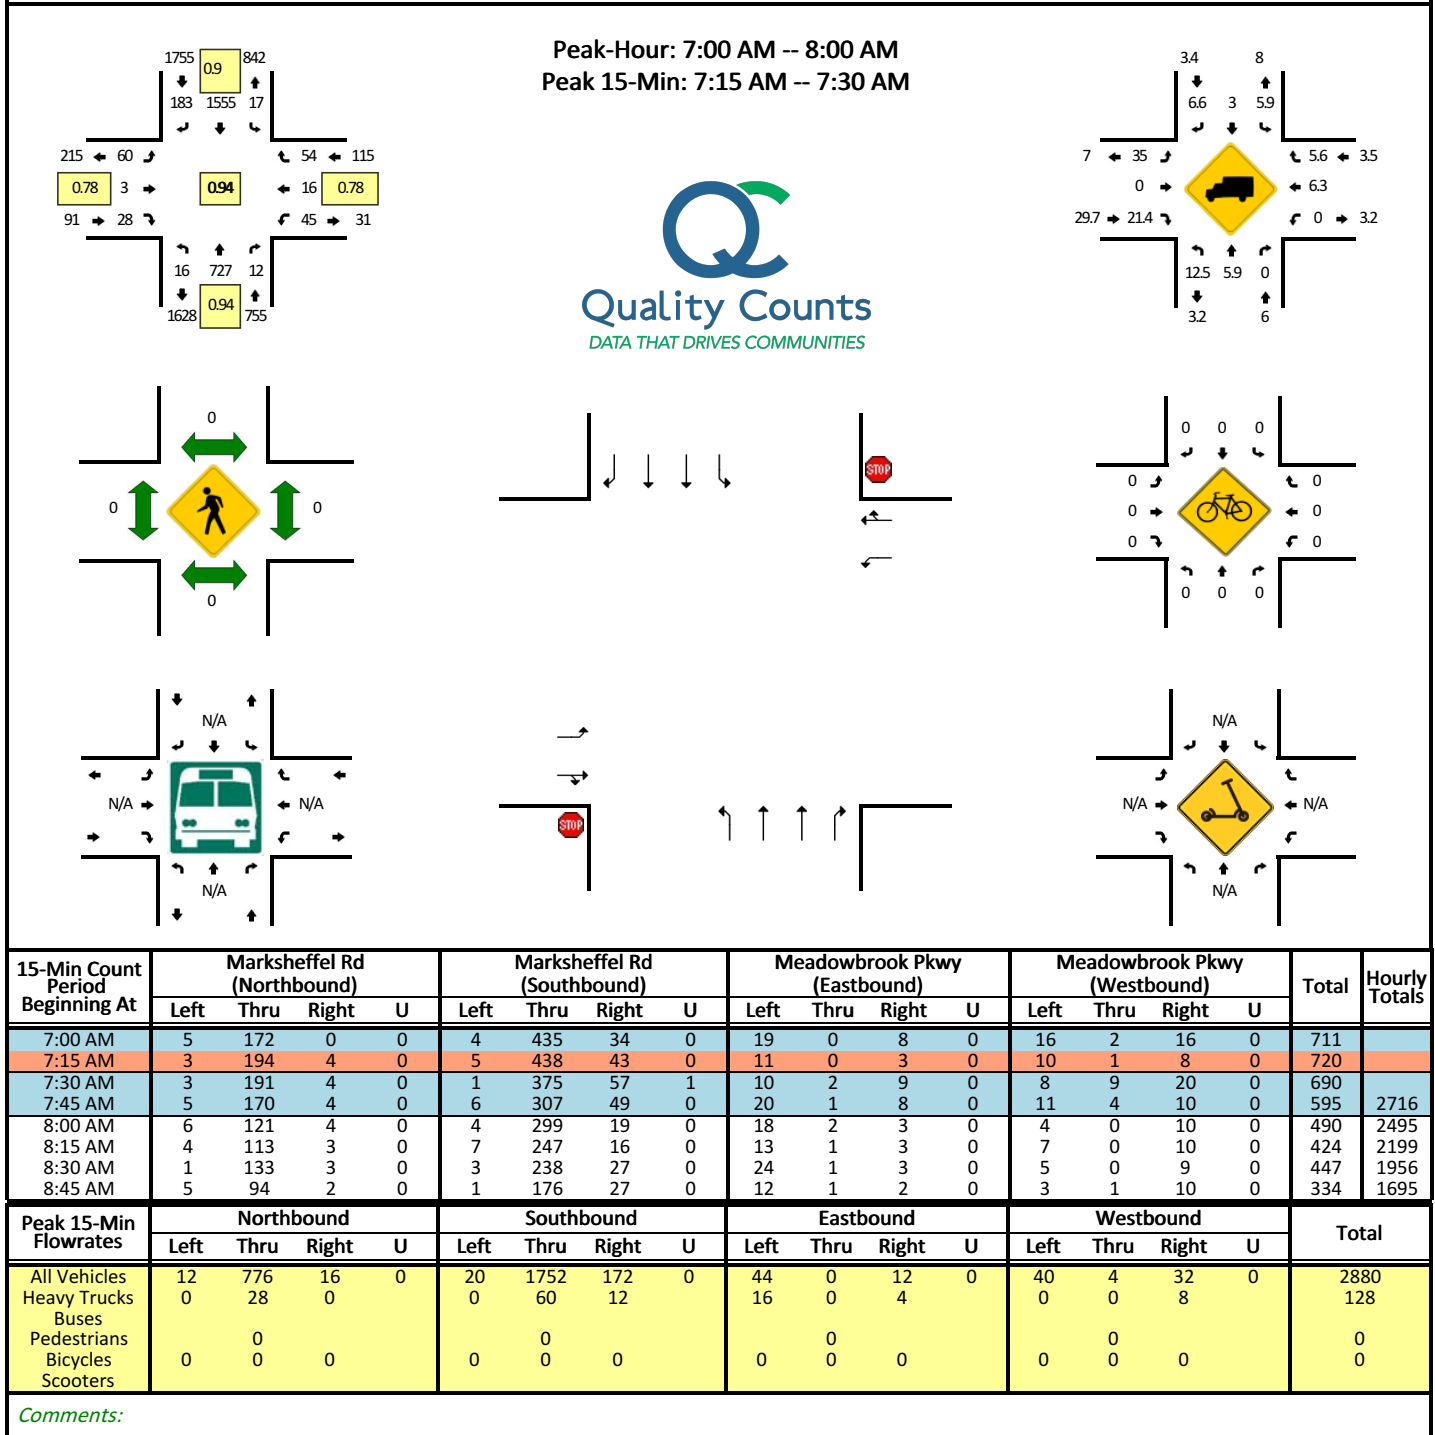 Peak-Hour: 7:00 AM -- 8:00 AM
Peak 15-Min: 7:15 AM -- 7:30 AM
1755 0.9 842
183 1555 17
215 60 54 115
0.78 3 0.94 16 0.78
91 28 45 31
16 727 12
1628 0.94 755
Quality Counts
DATA THAT DRIVES COMMUNITIES
3.4 8
6.6 3 5.9
7 35 5.6 3.5
0 6.3
29.7 21.4 0 3.2
12.5 5.9 0
3.2 6
0
0 0
0
STOP
STOP
0 0 0
0 0
0 0
0 0
0 0 0
N/A
N/A N/A
N/A
N/A
N/A N/A
N/A
15-Min Count Period Beginning At Marksheffel Rd (Northbound) Marksheffel Rd (Southbound) Meadowbrook Pkwy (Eastbound) Meadowbrook Pkwy (Westbound) Total Hourly Totals
Left Thru Right U Left Thru Right U Left Thru Right U Left Thru Right U
7:00 AM 5 172 0 0 4 435 34 0 19 0 8 0 16 2 16 0 711
7:15 AM 3 194 4 0 5 438 43 0 11 0 3 0 10 1 8 0 720
7:30 AM 3 191 4 0 1 375 57 1 10 2 9 0 8 9 20 0 690
7:45 AM 5 170 4 0 6 307 49 0 20 1 8 0 11 4 10 0 595 2716
8:00 AM 6 121 4 0 4 299 19 0 18 2 3 0 4 0 10 0 490 2495
8:15 AM 4 113 3 0 7 247 16 0 13 1 3 0 7 0 10 0 424 2199
8:30 AM 1 133 3 0 3 238 27 0 24 1 3 0 5 0 9 0 447 1956
8:45 AM 5 94 2 0 1 176 27 0 12 1 2 0 3 1 10 0 334 1695
Peak 15-Min Flowrates Northbound Southbound Eastbound Westbound Total
Left Thru Right U Left Thru Right U Left Thru Right U Left Thru Right U
All Vehicles 12 776 16 0 20 1752 172 0 44 0 12 0 40 4 32 0 2880
Heavy Trucks 0 28 0 0 60 12 16 0 4 0 0 8 128
Buses
Pedestrians 0 0 0 0 0
Bicycles 0 0 0 0 0 0 0 0 0 0 0 0 0
Scooters
Comments: